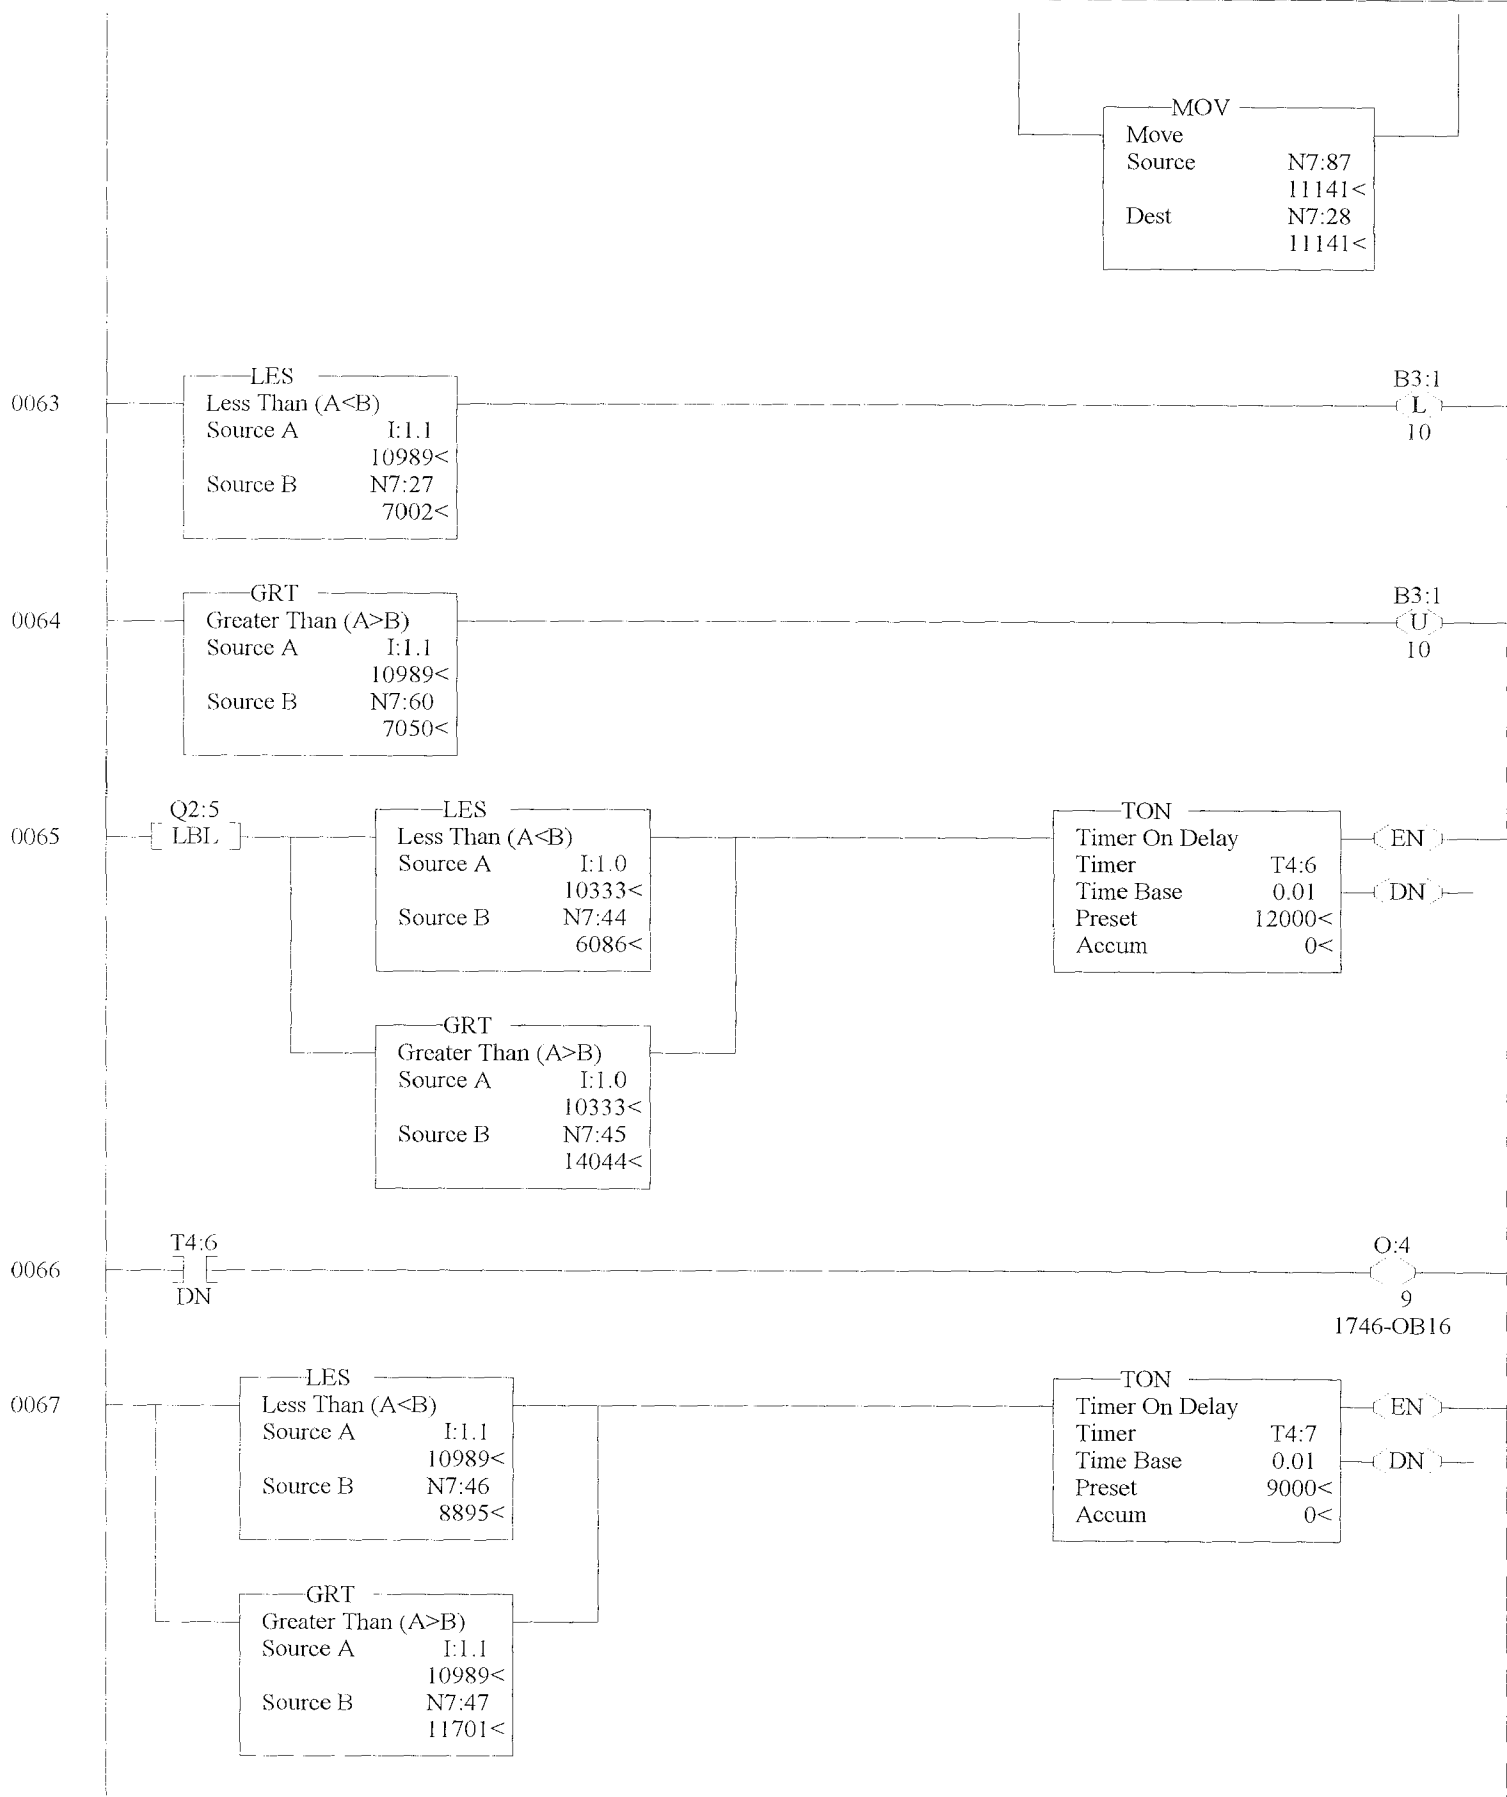 MOV
Move
Source N7:87
11141<
Dest N7:28
11141<
0063
LES
Less Than (A<B)
Source A I:1.1
10989<
Source B N7:27
7002<
B3:1
L
10
0064
GRT
Greater Than (A>B)
Source A I:1.1
10989<
Source B N7:60
7050<
B3:1
U
10
0065
Q2:5
LBL
LES
Less Than (A<B)
Source A I:1.0
10333<
Source B N7:44
6086<
GRT
Greater Than (A>B)
Source A I:1.0
10333<
Source B N7:45
14044<
TON
Timer On Delay
Timer T4:6
Time Base 0.01
Preset 12000<
Accum 0<
EN
DN
0066
T4:6
DN
O:4
9
1746-OB16
0067
LES
Less Than (A<B)
Source A I:1.1
10989<
Source B N7:46
8895<
GRT
Greater Than (A>B)
Source A I:1.1
10989<
Source B N7:47
11701<
TON
Timer On Delay
Timer T4:7
Time Base 0.01
Preset 9000<
Accum 0<
EN
DN